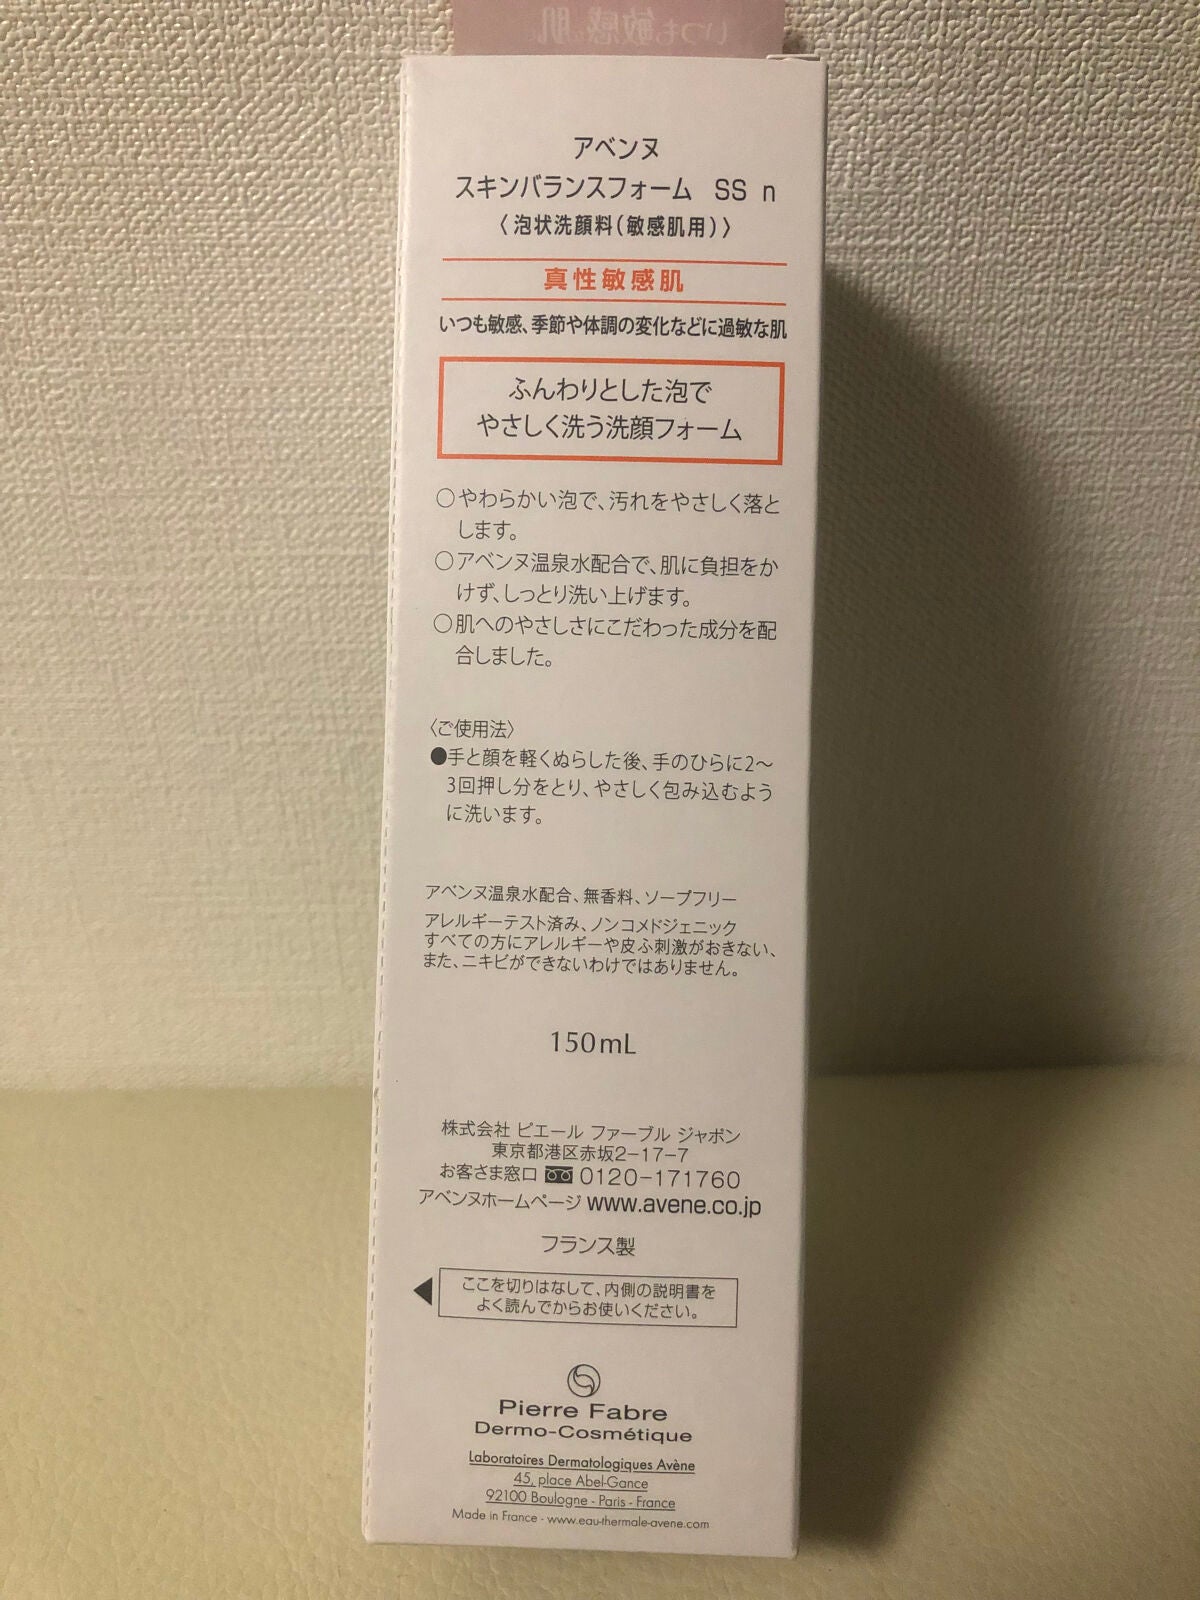 いつも敏感な肌に
アベンヌ
スキンバランスフォーム SS n
〈泡状洗顔料(敏感肌用)〉
真性敏感肌
いつも敏感、季節や体調の変化などに過敏な肌
ふんわりとした泡で
やさしく洗う洗顔フォーム
○やわらかい泡で、汚れをやさしく落と
します。
○アベンヌ温泉水配合で、肌に負担をか
けず、しっとり洗い上げます。
○肌へのやさしさにこだわった成分を配
合しました。
〈ご使用法〉
●手と顔を軽くぬらした後、手のひらに2～
3回押し分をとり、やさしく包み込むよう
に洗います。
アベンヌ温泉水配合、無香料、ソープフリー
アレルギーテスト済み、ノンコメドジェニック
すべての方にアレルギーや皮ふ刺激がおきない、
また、ニキビができないわけではありません。
150mL
株式会社 ピエール ファーブル ジャポン
東京都港区赤坂2-17-7
お客さま窓口 0120-171760
アベンヌホームページ www.avene.co.jp
フランス製
ここを切りはなして、内側の説明書を
よく読んでからお使いください。
Pierre Fabre
Dermo-Cosmétique
Laboratoires Dermatologiques Avène
45, place Abel-Gance
92100 Boulogne - Paris - France
Made in France - www.eau-thermale-avene.com